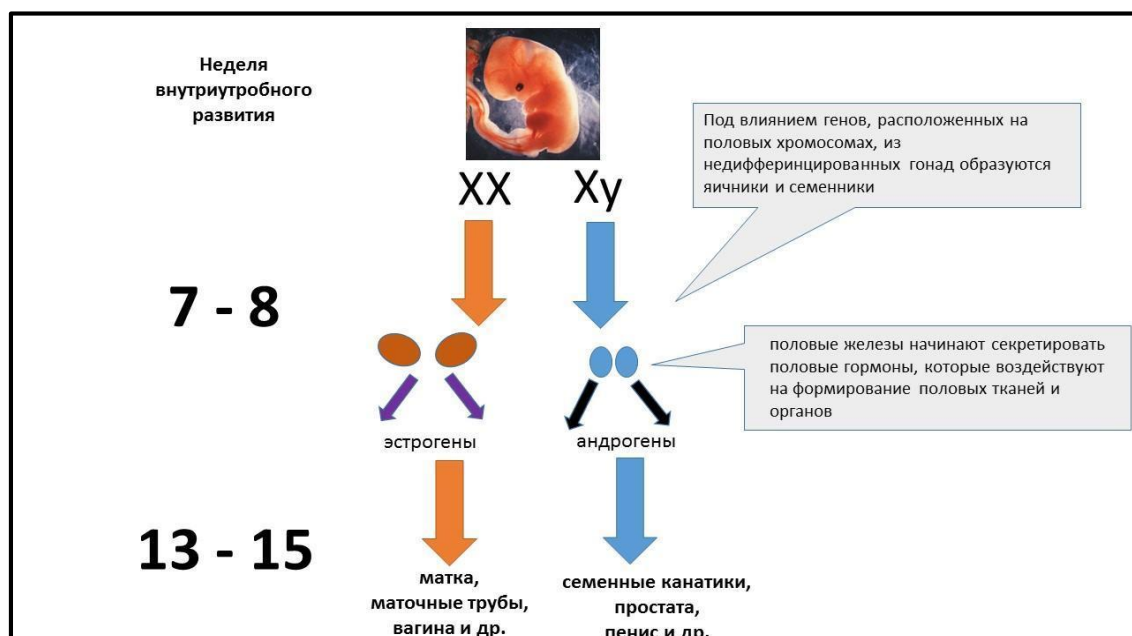 Неделя
внутриутробного
развития
XX
Xy
Под влиянием генов, расположенных на
половых хромосомах, из
недифферинцированных гонад образуются
яичники и семенники
7 - 8
половые железы начинают секретировать
половые гормоны, которые воздействуют
на формирование половых тканей и
органов
эстрогены
андрогены
13 - 15
матка,
маточные трубы,
вагина и др.
семенные канатики,
простата,
пенис и др.